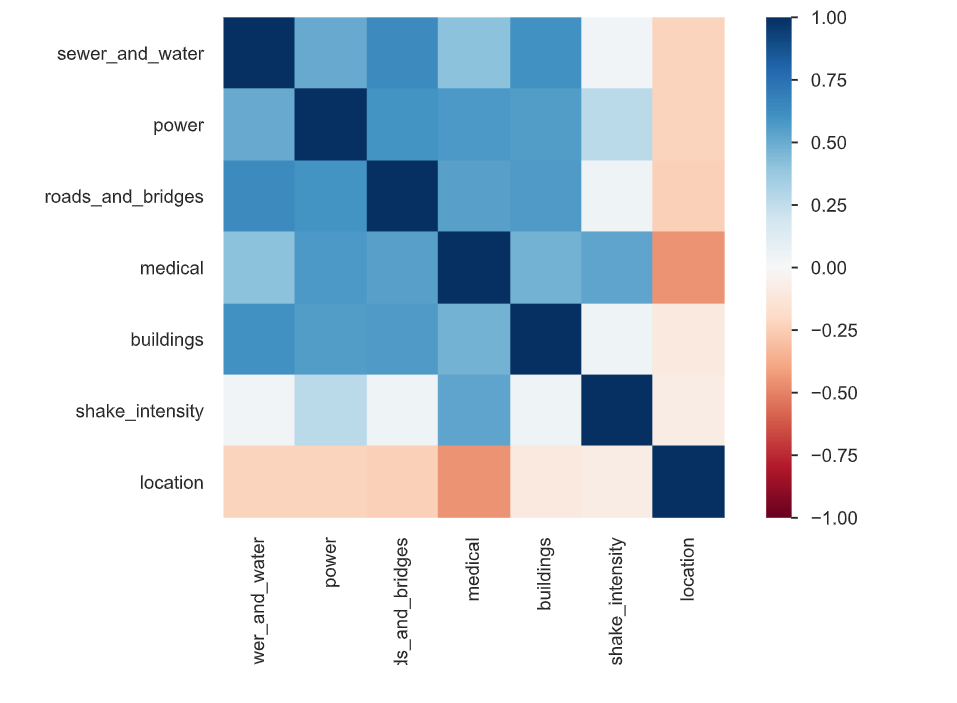 sewer_and_water
power
roads_and_bridges
medical
buildings
shake_intensity
location
wer_and_water
power
ds_and_bridges
medical
buildings
shake_intensity
location
1.00
0.75
0.50
0.25
0.00
−0.25
−0.50
−0.75
−1.00